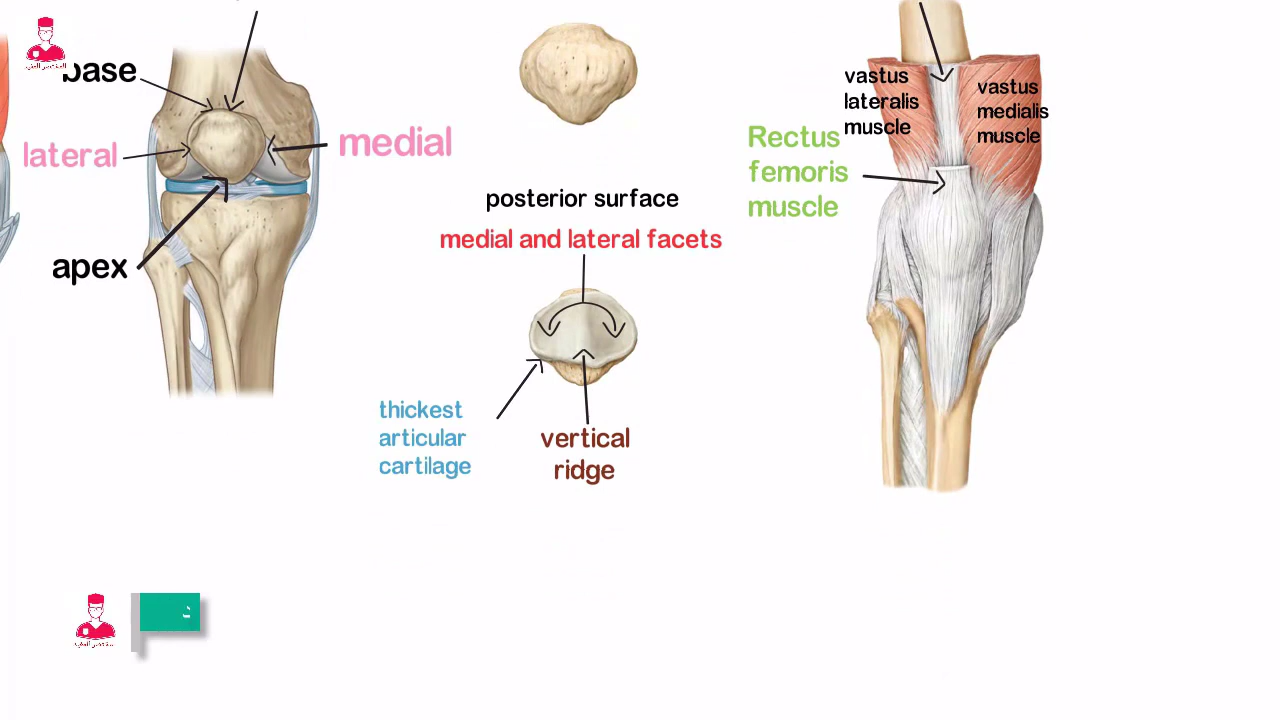 base
lateral
medial
apex
posterior surface
medial and lateral facets
thickest
articular
cartilage
vertical
ridge
vastus
lateralis
muscle
vastus
medialis
muscle
Rectus
femoris
muscle